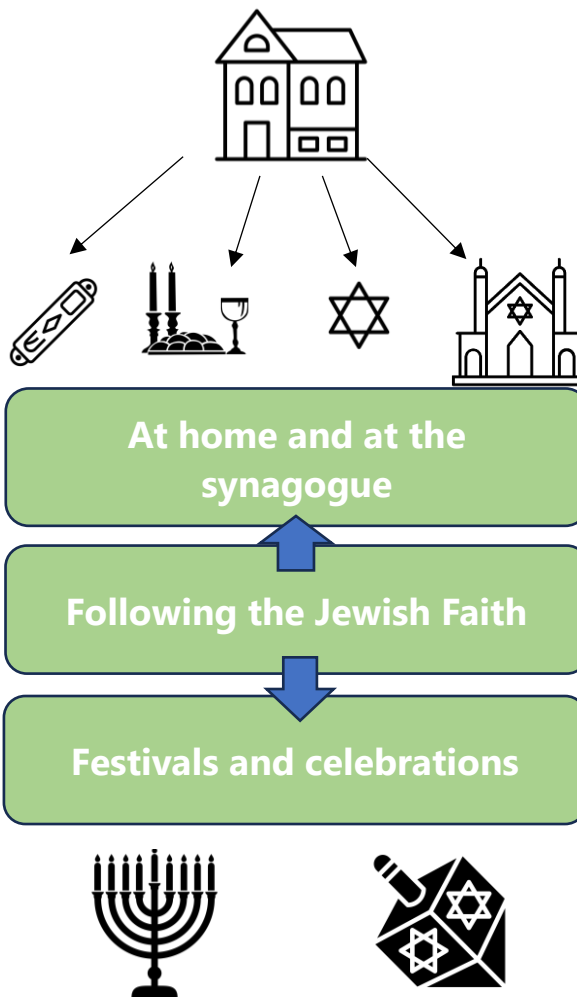 At home and at the
synagogue
Following the Jewish Faith
Festivals and celebrations